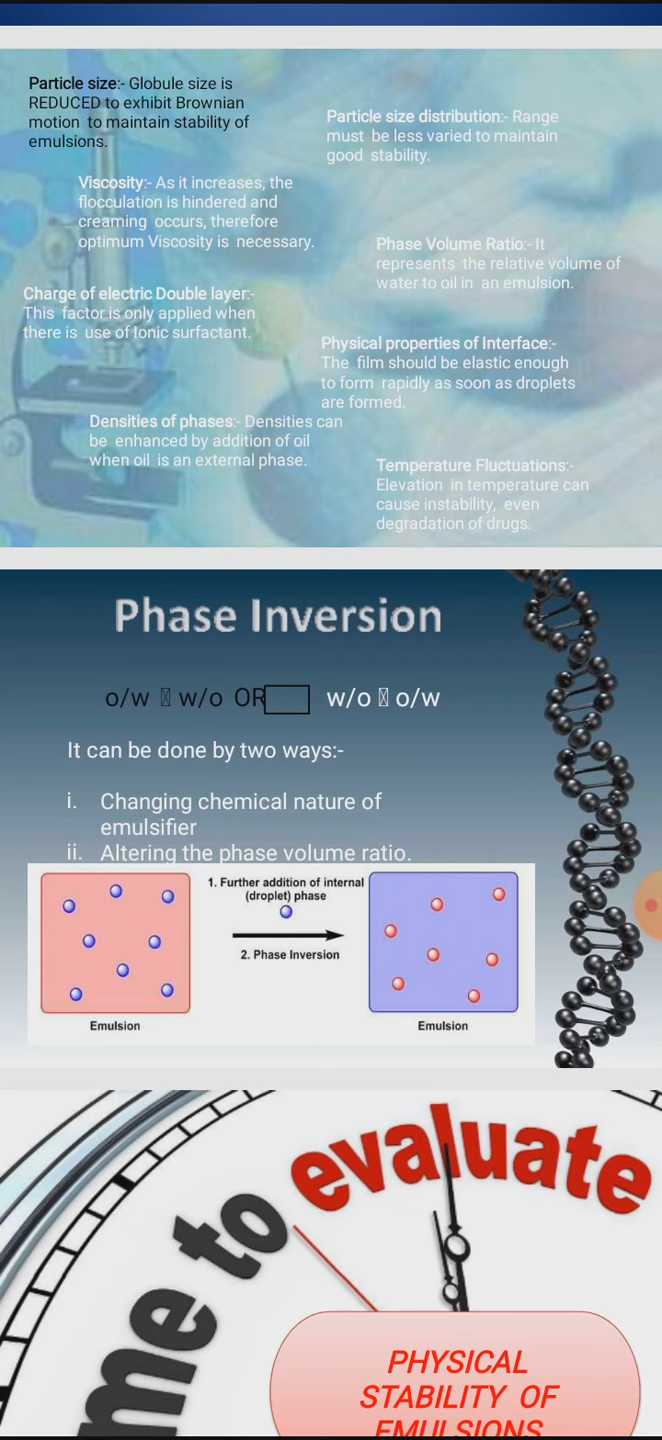 Particle size:- Globule size is
REDUCED to exhibit Brownian
motion to maintain stability of
emulsions.
Particle size distribution:- Range
must be less varied to maintain
good stability.
Viscosity:- As it increases, the
flocculation is hindered and
creaming occurs, therefore
optimum Viscosity is necessary.
Phase Volume Ratio:- It
represents the relative volume of
water to oil in an emulsion.
Charge of electric Double layer:-
This factor is only applied when
there is use of Ionic surfactant.
Physical properties of Interface:-
The film should be elastic enough
to form rapidly as soon as droplets
are formed.
Densities of phases:- Densities can
be enhanced by addition of oil
when oil is an external phase.
Temperature Fluctuations:-
Elevation in temperature can
cause instability, even
degradation of drugs.
Phase Inversion
o/w w/o OR w/o o/w
It can be done by two ways:-
i. Changing chemical nature of
emulsifier
ii. Altering the phase volume ratio.
1. Further addition of internal
(droplet) phase
2. Phase Inversion
Emulsion
Emulsion
me to evaluate
PHYSICAL
STABILITY OF
EMULSIONS